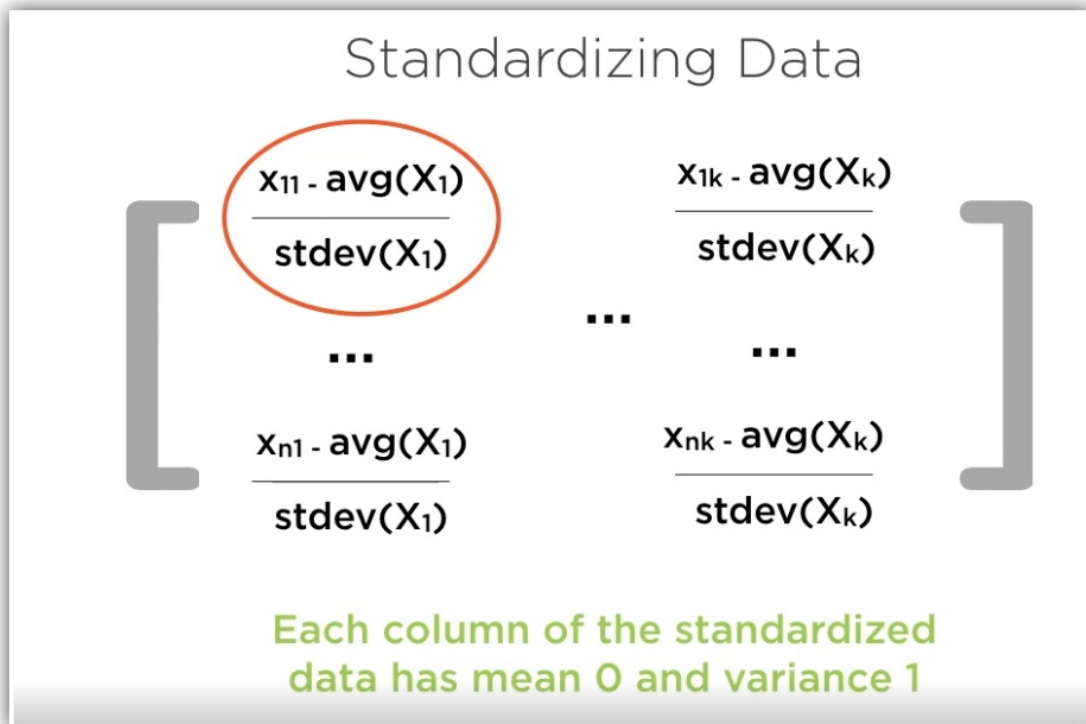 Standardizing Data
x11 - avg(X1)
stdev(X1)
x1k - avg(Xk)
stdev(Xk)
...
...
...
xn1 - avg(X1)
stdev(X1)
xnk - avg(Xk)
stdev(Xk)
Each column of the standardized
data has mean 0 and variance 1